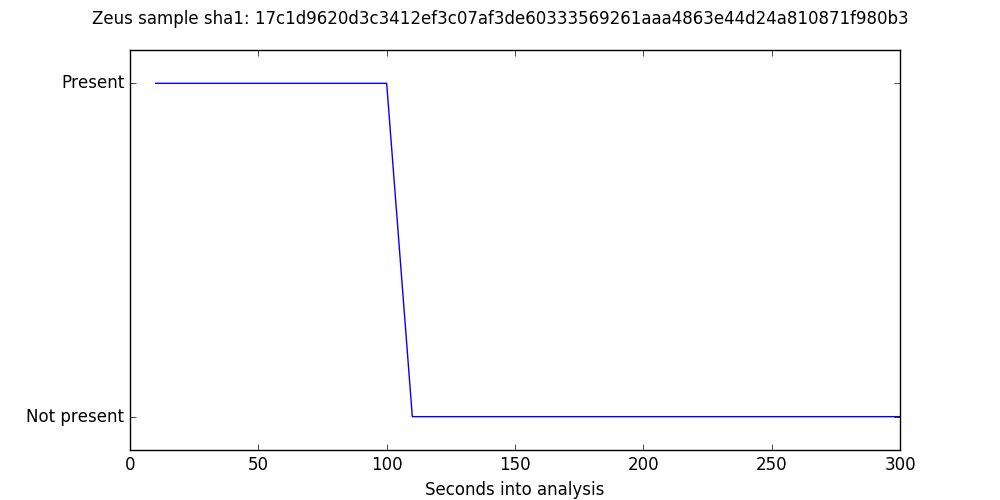 Zeus sample sha1: 17c1d9620d3c3412ef3c07af3de60333569261aaa4863e44d24a810871f980b3
Present
Not present
0 50 100 150 200 250 300
Seconds into analysis